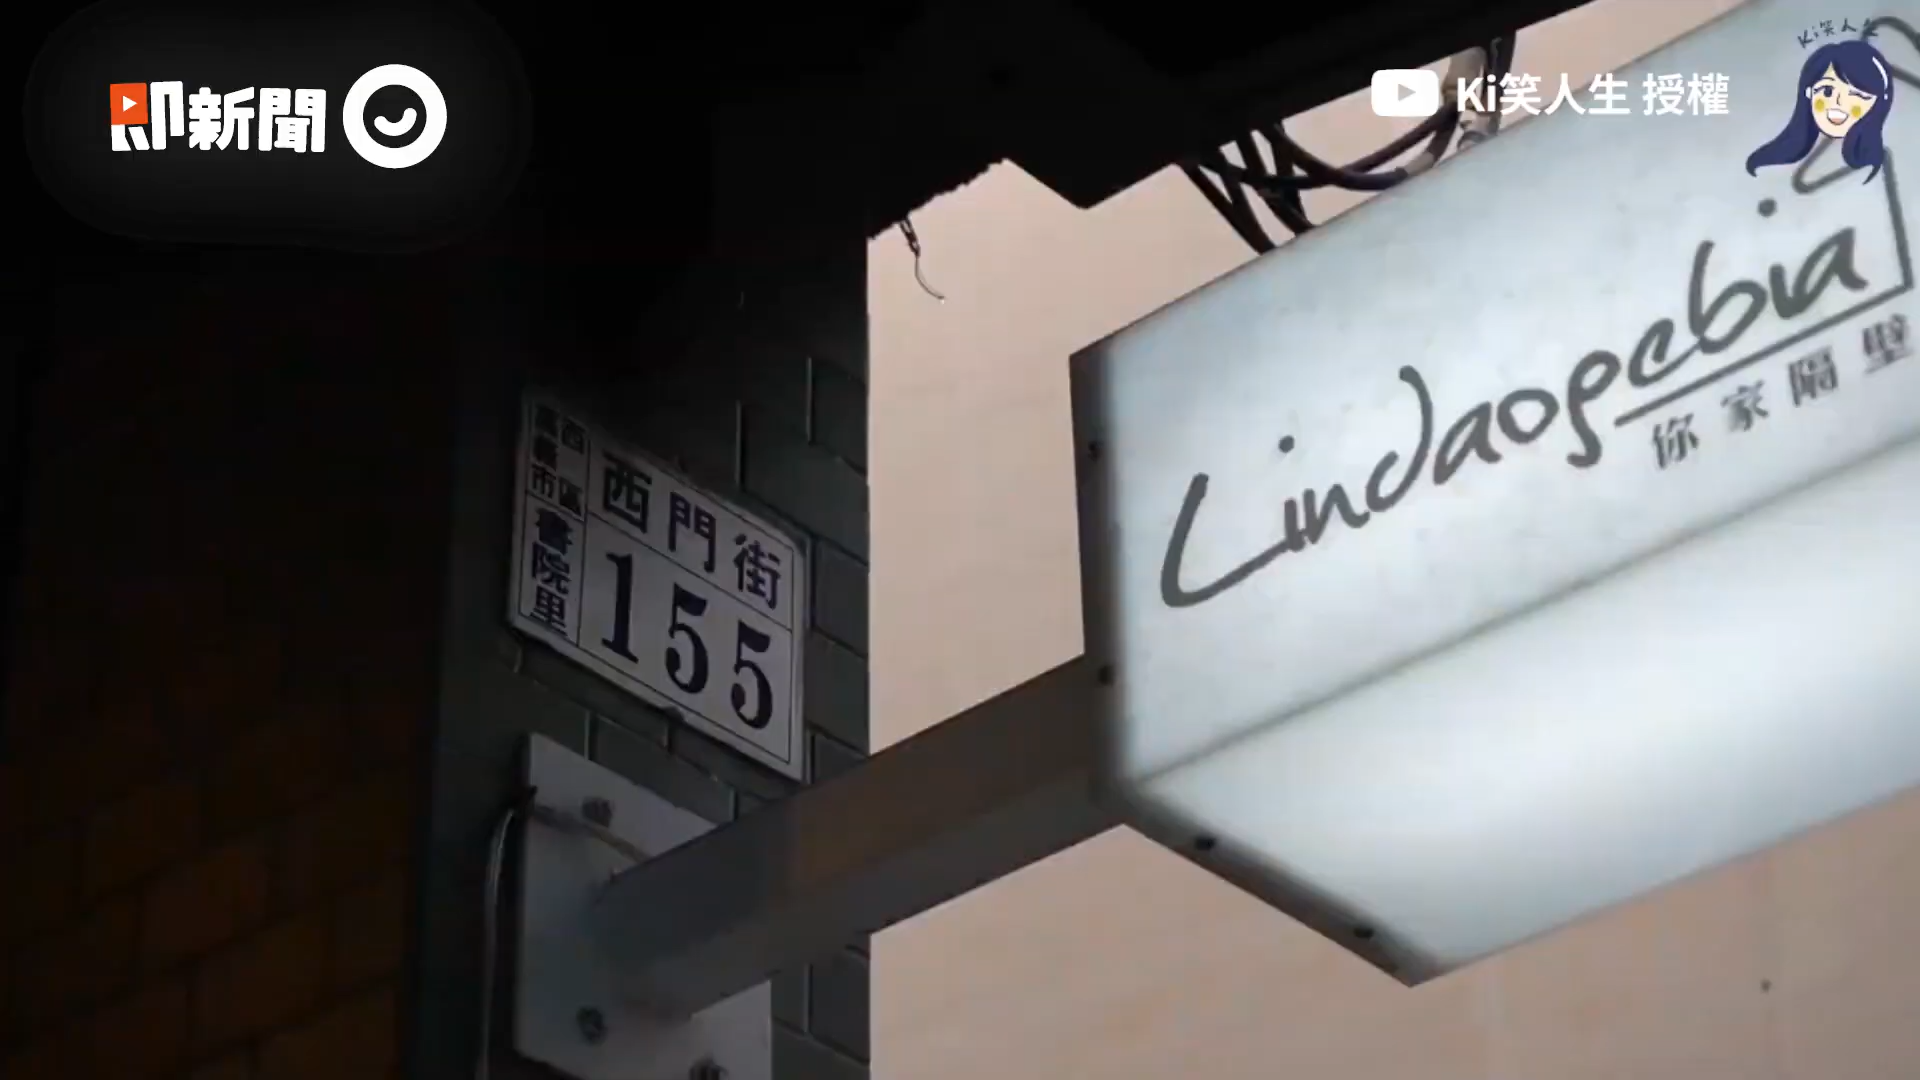 即新聞
Ki笑人生 授權
Ki笑人生
Lindaogebia
你家隔壁
西區
嘉義市
書院里
西門街
155